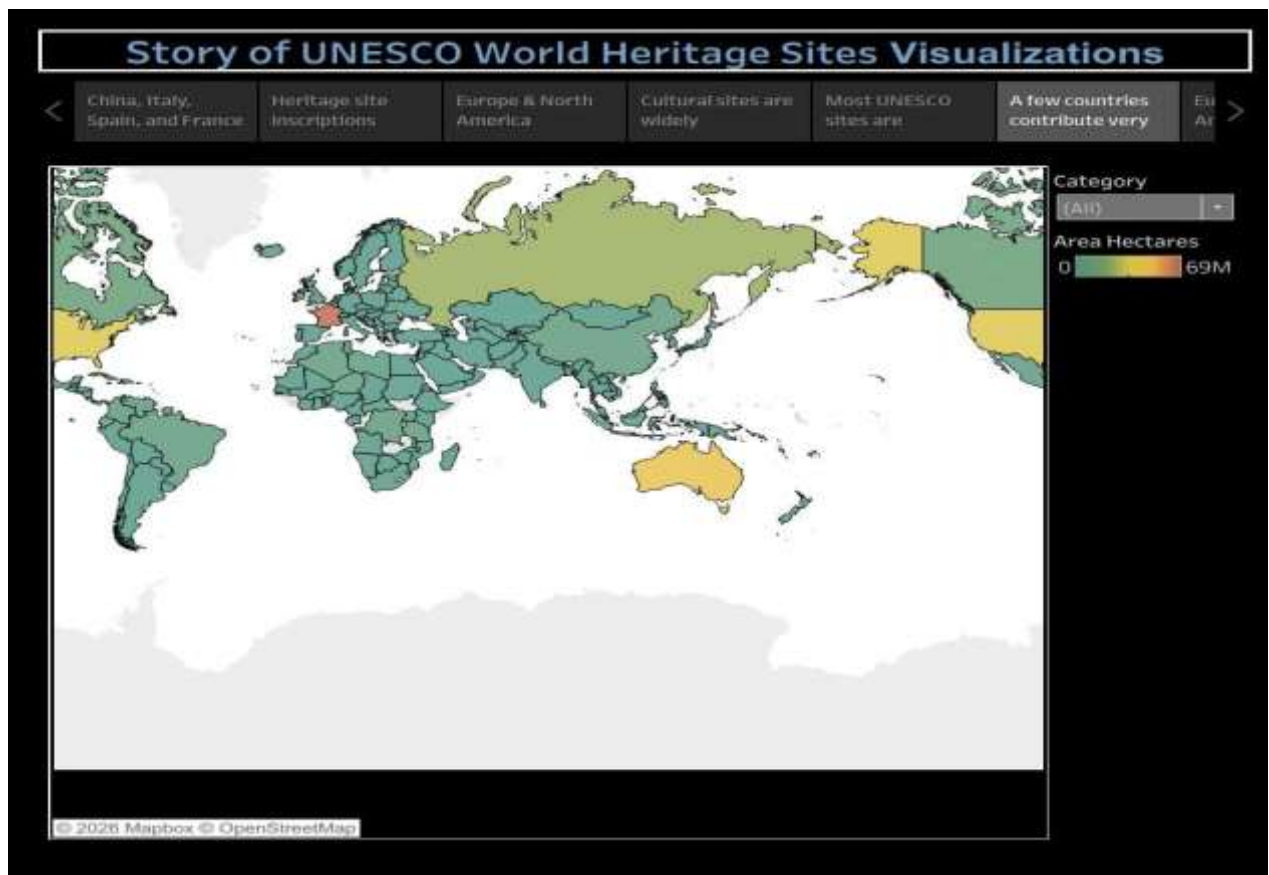 Story of UNESCO World Heritage Sites Visualizations
China, Italy,
Spain, and France
Heritage site
inscriptions
Europe & North
America
Cultural sites are
widely
Most UNESCO
sites are
A few countries
contribute very
Eu
Ar
Category
(All)
Area Hectares
0 69M
© 2026 Mapbox © OpenStreetMap